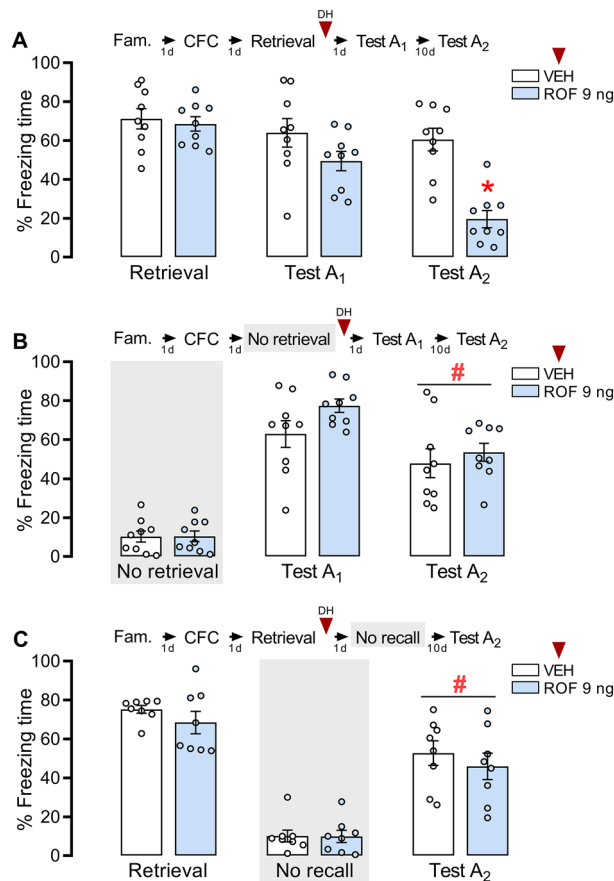 DH
A Fam. 1d CFC 1d Retrieval 1d Test A1 10d Test A2
VEH
ROF 9 ng
% Freezing time
100
80
60
40
20
0
*
Retrieval Test A1 Test A2
DH
B Fam. 1d CFC 1d No retrieval 1d Test A1 10d Test A2
VEH
ROF 9 ng
% Freezing time
100
80
60
40
20
0
#
No retrieval Test A1 Test A2
DH
C Fam. 1d CFC 1d Retrieval 1d No recall 10d Test A2
VEH
ROF 9 ng
% Freezing time
100
80
60
40
20
0
#
Retrieval No recall Test A2